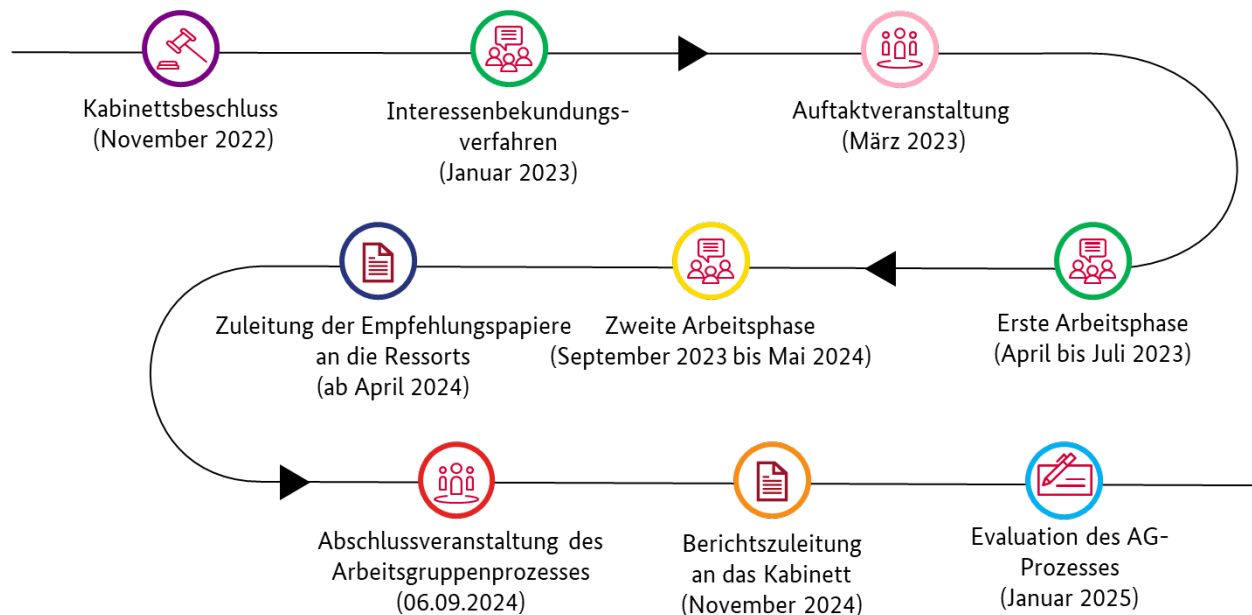 Kabinettsbeschluss
(November 2022)
Interessenbekundungs-
verfahren
(Januar 2023)
Auftaktveranstaltung
(März 2023)
Erste Arbeitsphase
(April bis Juli 2023)
Zweite Arbeitsphase
(September 2023 bis Mai 2024)
Zuleitung der Empfehlungspapiere
an die Ressorts
(ab April 2024)
Abschlussveranstaltung des
Arbeitsgruppenprozesses
(06.09.2024)
Berichtszuleitung
an das Kabinett
(November 2024)
Evaluation des AG-
Prozesses
(Januar 2025)